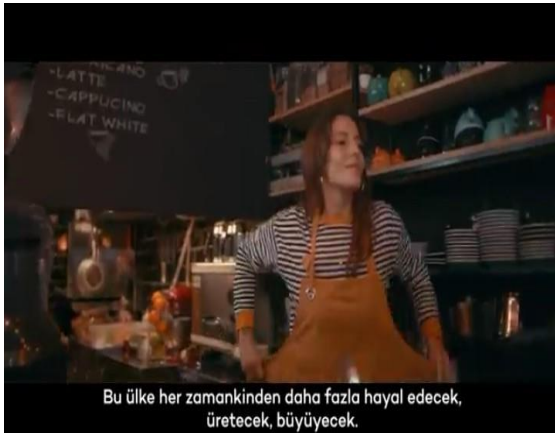 -LATTE
-CAPPUCINO
-FLAT WHITE
Bu ülke her zamankinden daha fazla hayal edecek,
üretecek, büyüyecek.